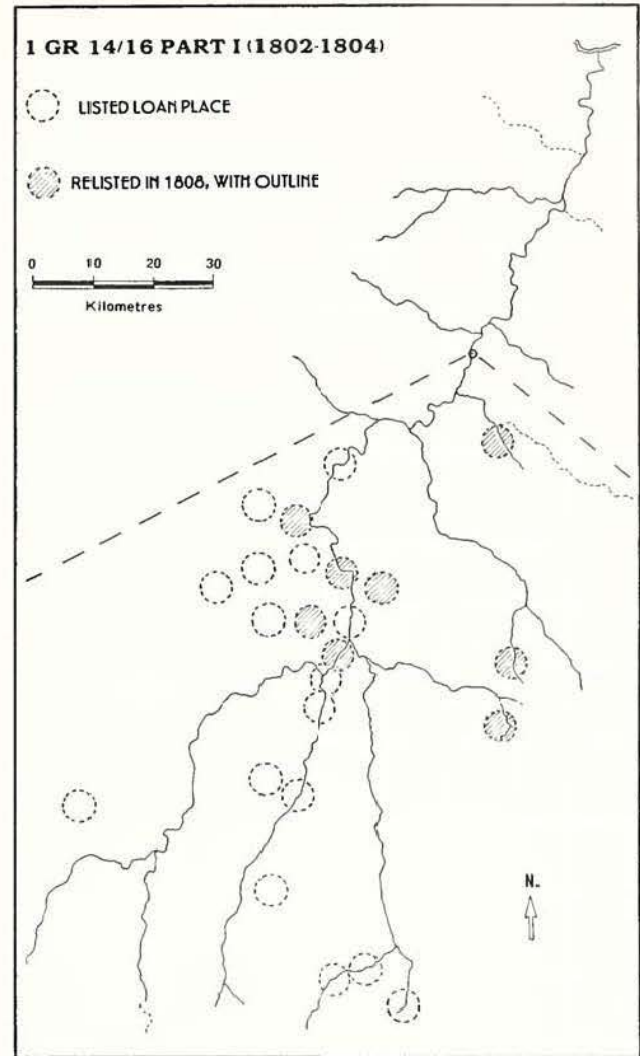 1 GR 14/16 PART I (1802-1804)
LISTED LOAN PLACE
RELISTED IN 1808, WITH OUTLINE
0 10 20 30
Kilometres
N.